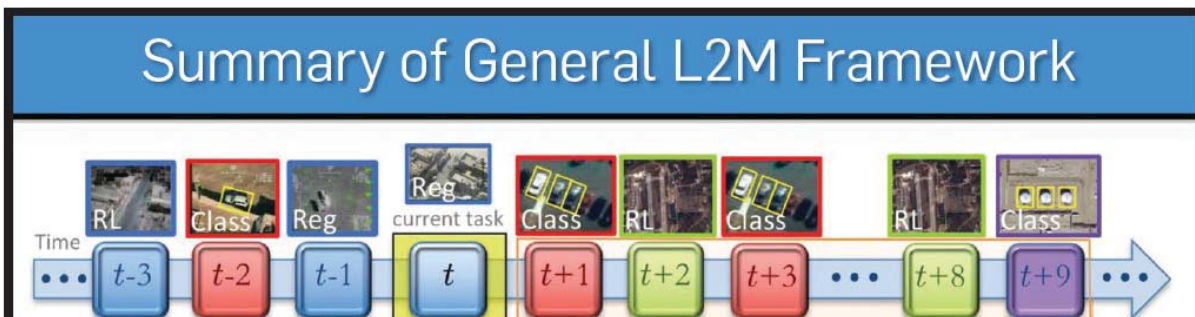 Summary of General L2M Framework
RL
Class
Reg
Reg
current task
Class
RL
Class
RL
Class
Time
t-3
t-2
t-1
t
t+1
t+2
t+3
t+8
t+9